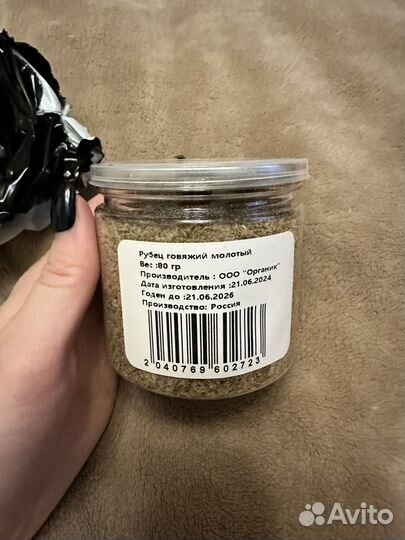 Рубец говяжий молотый
Ве: :80 гр
Производитель : ООО "Органик"
Дата изготовления :21.06.2024
Годен до :21.06.2026
Производство: Россия
2 040769 602723
Avito